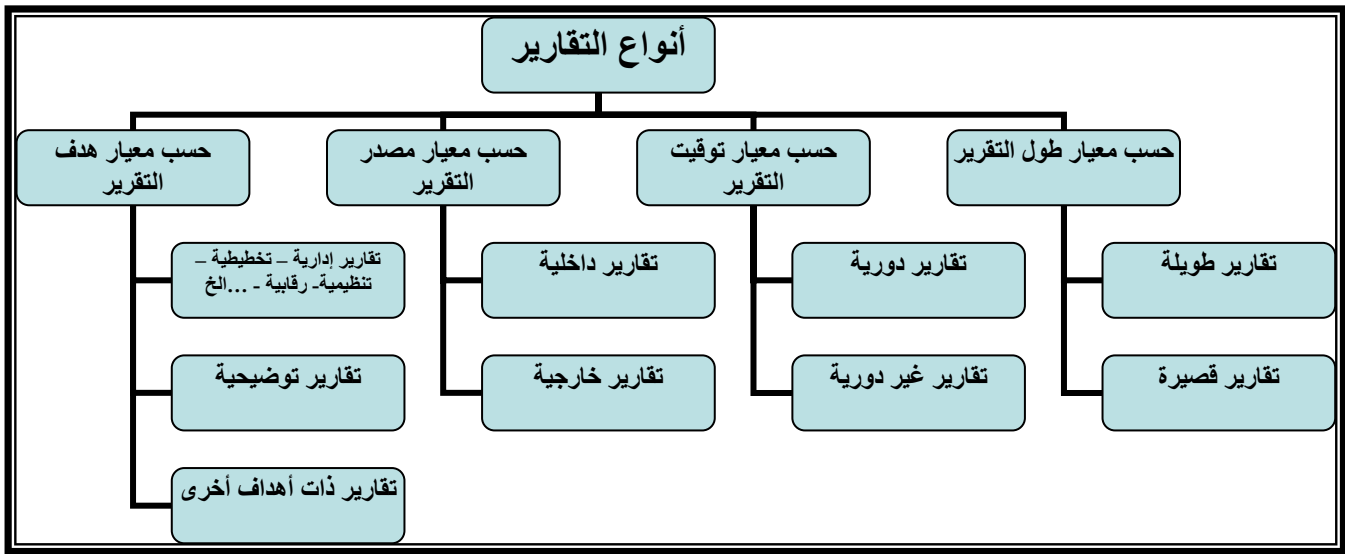 أنواع التقارير
حسب معيار طول التقرير
حسب معيار توقيت
التقرير
حسب معيار مصدر
التقرير
حسب معيار هدف
التقرير
تقارير طويلة
تقارير دورية
تقارير داخلية
تقارير إدارية – تخطيطية –
تنظيمية- رقابية - ...الخ
تقارير قصيرة
تقارير غير دورية
تقارير خارجية
تقارير توضيحية
تقارير ذات أهداف أخرى